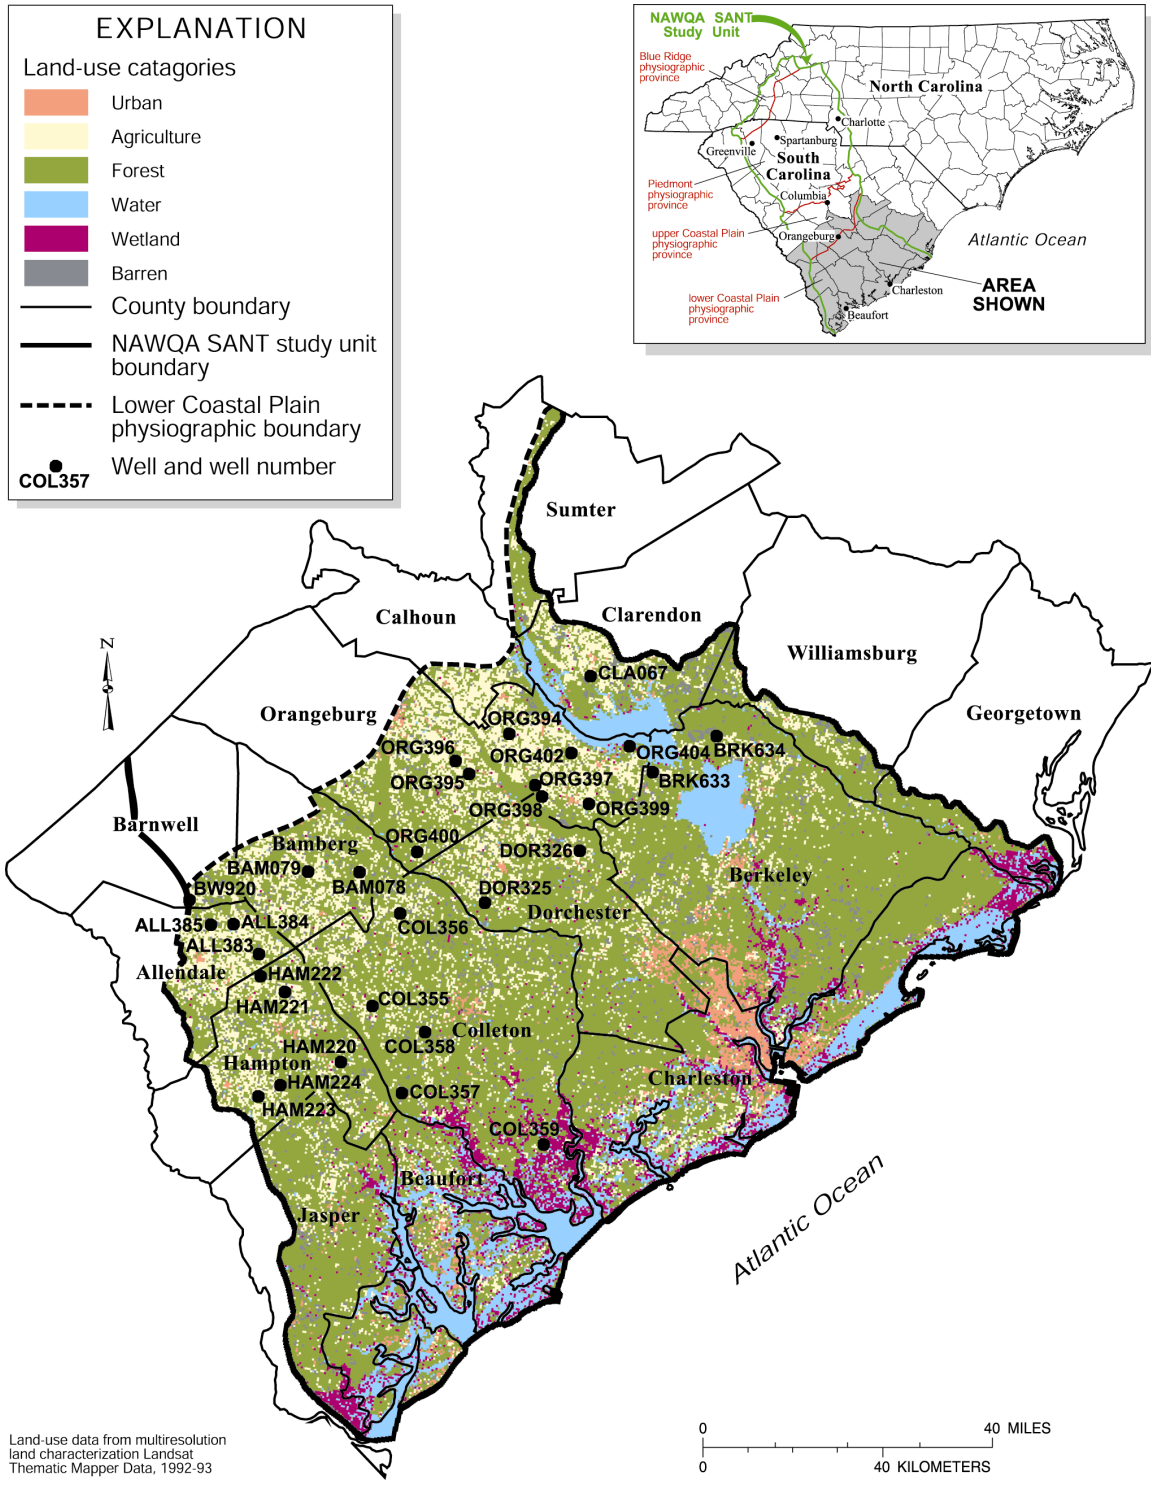 EXPLANATION
Land-use catagories
Urban
Agriculture
Forest
Water
Wetland
Barren
County boundary
NAWQA SANT study unit
boundary
Lower Coastal Plain
physiographic boundary
Well and well number
COL357
NAWQA SANT
Study Unit
Blue Ridge
physiographic
province
North Carolina
Charlotte
Spartanburg
Greenville
South
Carolina
Piedmont
physiographic
province
Columbia
upper Coastal Plain
physiographic
province
Orangeburg
Atlantic Ocean
lower Coastal Plain
physiographic
province
Charleston
AREA
SHOWN
Beaufort
Sumter
Calhoun
Clarendon
N
Williamsburg
CLA067
Orangeburg
Georgetown
ORG394
ORG396
ORG402
ORG404
BRK634
ORG395
ORG397
BRK633
ORG398
ORG399
Barnwell
Bamberg
ORG400
DOR326
BAM079
BAM078
Berkeley
BW920
DOR325
Dorchester
ALL385
ALL384
COL356
ALL383
Allendale
HAM222
HAM221
COL355
Colleton
COL358
HAM220
Hampton
HAM224
Charleston
COL357
HAM223
COL359
Beaufort
Jasper
Atlantic Ocean
Land-use data from multiresolution
land characterization Landsat
Thematic Mapper Data, 1992-93
0 40 MILES
0 40 KILOMETERS